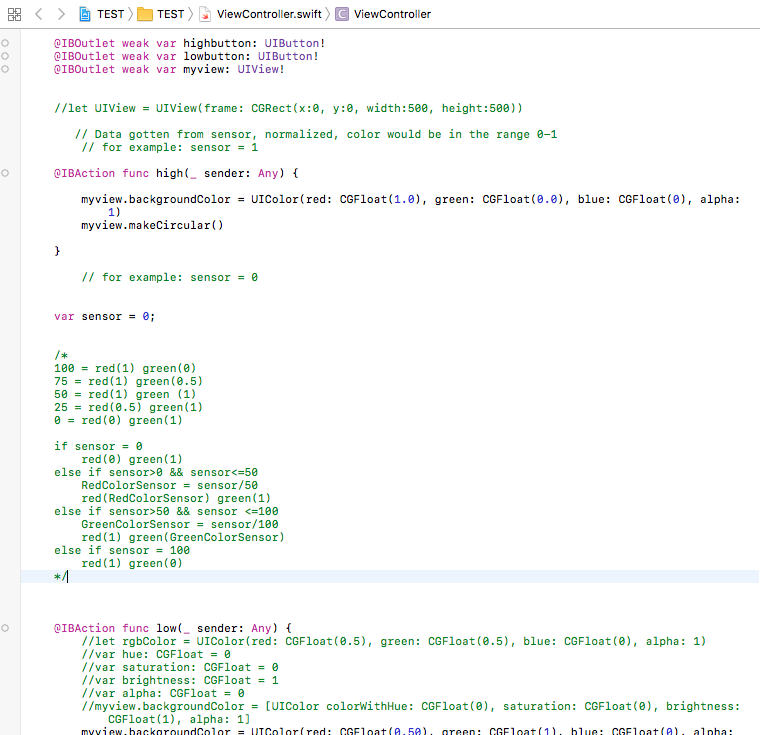 TEST TEST ViewController.swift C ViewController
@IBOutlet weak var highbutton: UIButton!
@IBOutlet weak var lowbutton: UIButton!
@IBOutlet weak var myview: UIView!
//let UIView = UIView(frame: CGRect(x:0, y:0, width:500, height:500))
// Data gotten from sensor, normalized, color would be in the range 0-1
// for example: sensor = 1
@IBAction func high(_ sender: Any) {
myview.backgroundColor = UIColor(red: CGFloat(1.0), green: CGFloat(0.0), blue: CGFloat(0), alpha:
1)
myview.makeCircular()
}
// for example: sensor = 0
var sensor = 0;
/*
100 = red(1) green(0)
75 = red(1) green(0.5)
50 = red(1) green (1)
25 = red(0.5) green(1)
0 = red(0) green(1)
if sensor = 0
red(0) green(1)
else if sensor>0 && sensor<=50
RedColorSensor = sensor/50
red(RedColorSensor) green(1)
else if sensor>50 && sensor <=100
GreenColorSensor = sensor/100
red(1) green(GreenColorSensor)
else if sensor = 100
red(1) green(0)
*/
@IBAction func low(_ sender: Any) {
//let rgbColor = UIColor(red: CGFloat(0.5), green: CGFloat(0.5), blue: CGFloat(0), alpha: 1)
//var hue: CGFloat = 0
//var saturation: CGFloat = 0
//var brightness: CGFloat = 1
//var alpha: CGFloat = 0
//myview.backgroundColor = [UIColor colorWithHue: CGFloat(0), saturation: CGFloat(0), brightness:
CGFloat(1), alpha: 1]
myview.backgroundColor = UIColor(red: CGFloat(0.50), green: CGFloat(1), blue: CGFloat(0), alpha: